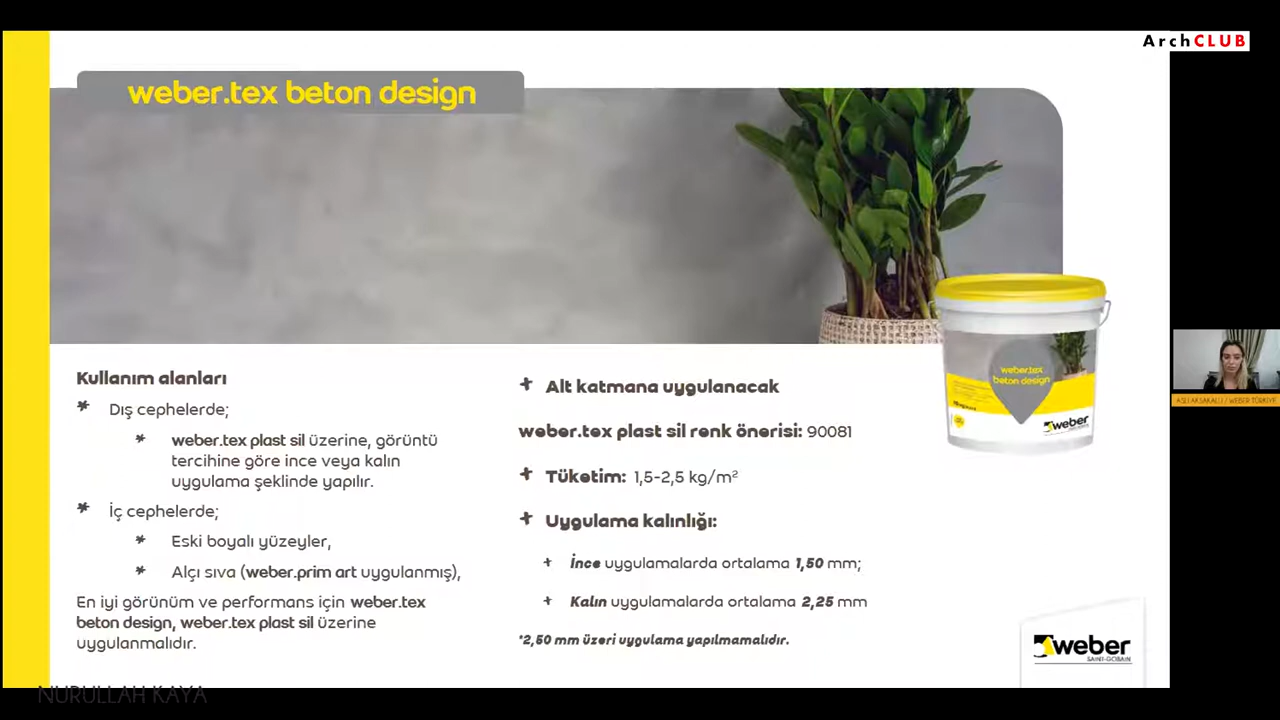 ArchCLUB
weber.tex beton design
weber.tex
beton design
weber
Kullanım alanları
* Dış cephelerde;
* weber.tex plast sil üzerine, görüntü
tercihine göre ince veya kalın
uygulama şeklinde yapılır.
* İç cephelerde;
* Eski boyalı yüzeyler,
* Alçı sıva (weber.prim art uygulanmış),
En iyi görünüm ve performans için weber.tex
beton design, weber.tex plast sil üzerine
uygulanmalıdır.
+ Alt katmana uygulanacak
weber.tex plast sil renk önerisi: 90081
+ Tüketim: 1,5-2,5 kg/m²
+ Uygulama kalınlığı:
+ İnce uygulamalarda ortalama 1,50 mm;
+ Kalın uygulamalarda ortalama 2,25 mm
*2,50 mm üzeri uygulama yapılmamalıdır.
weber
SAINT-GOBAIN
ASLI AKSAKALLI / WEBER TÜRKİYE
NURULLAH KAYA